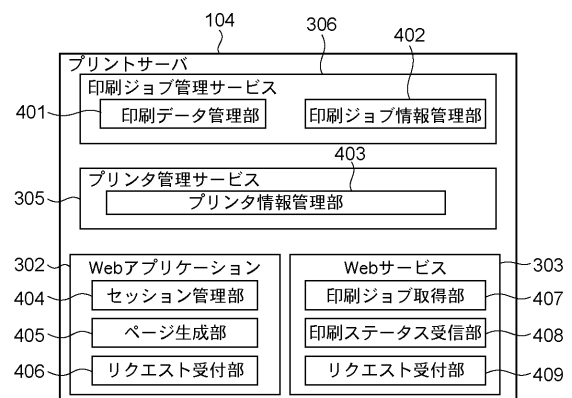 104
306
402
プリントサーバ
印刷ジョブ管理サービス
401
印刷データ管理部
印刷ジョブ情報管理部
403
プリンタ管理サービス
305
プリンタ情報管理部
302
Webアプリケーション
Webサービス
303
404
セッション管理部
印刷ジョブ取得部
407
405
ページ生成部
印刷ステータス受信部
408
406
リクエスト受付部
リクエスト受付部
409